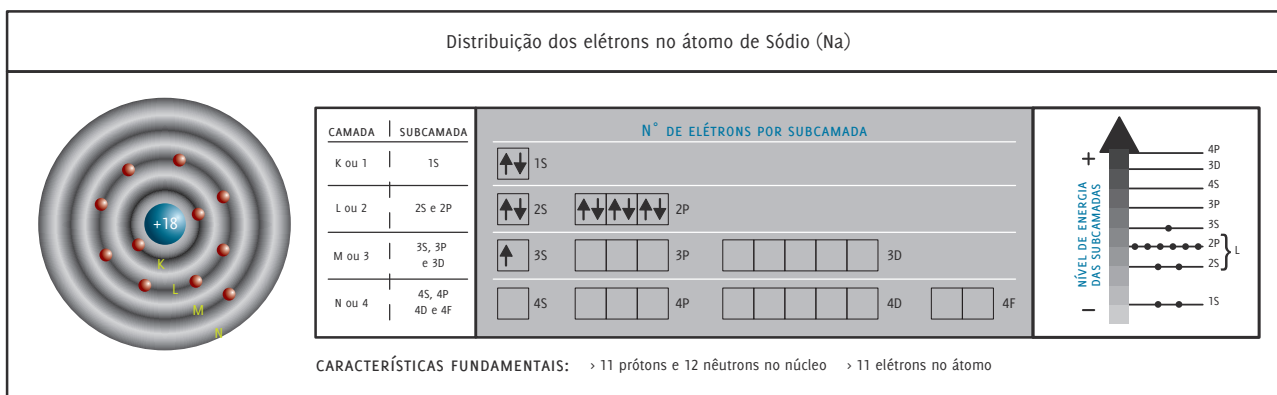 Distribuição dos elétrons no átomo de Sódio (Na)
+18
K
L
M
N
CAMADA SUBCAMADA
N° DE ELÉTRONS POR SUBCAMADA
K ou 1 1S
1S
L ou 2 2S e 2P
2S 2P
M ou 3 3S, 3P
e 3D
3S 3P 3D
N ou 4 4S, 4P
4D e 4F
4S 4P 4D 4F
+
−
NÍVEL DE ENERGIA
DAS SUBCAMADAS
4P
3D
4S
3P
3S
2P
2S
L
1S
CARACTERÍSTICAS FUNDAMENTAIS: › 11 prótons e 12 nêutrons no núcleo › 11 elétrons no átomo